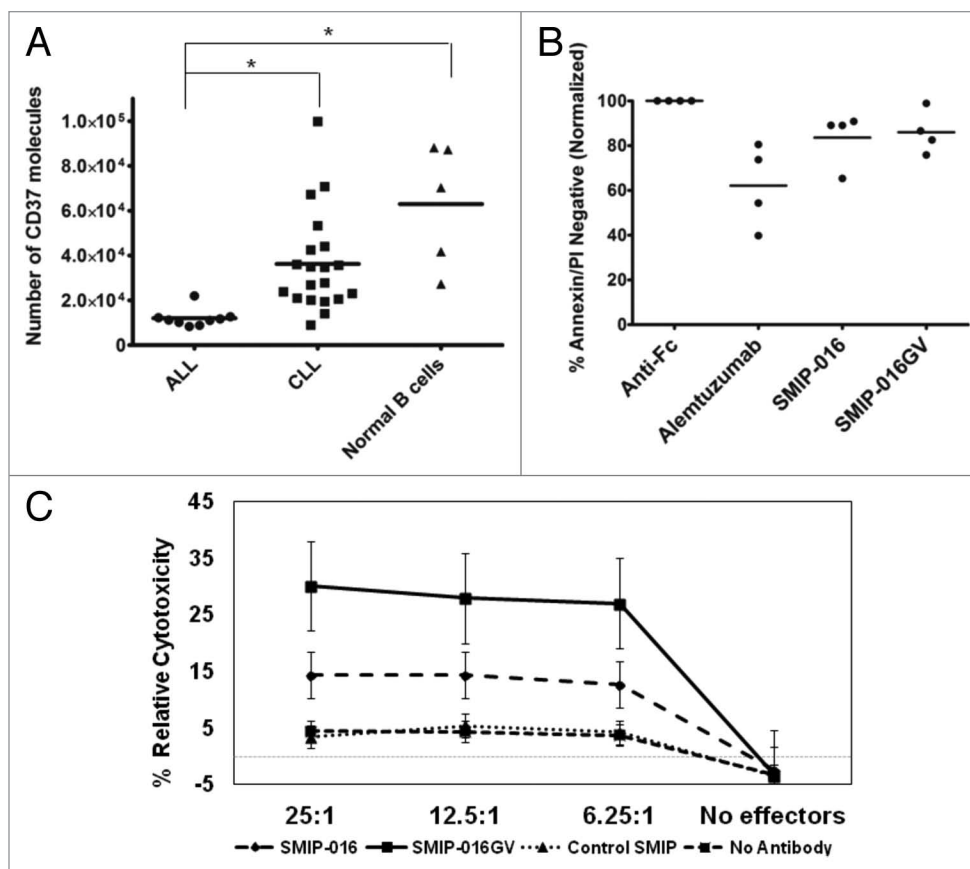 A
*
*
Number of CD37 molecules
1.0×10⁵
8.0×10⁴
6.0×10⁴
4.0×10⁴
2.0×10⁴
0
ALL
CLL
Normal B cells
B
% Annexin/PI Negative (Normalized)
100
80
60
40
20
0
Anti-Fc
Alemtuzumab
SMIP-016
SMIP-016GV
C
% Relative Cytotoxicity
45
35
25
15
5
-5
25:1 12.5:1 6.25:1 No effectors
SMIP-016 SMIP-016GV Control SMIP No Antibody